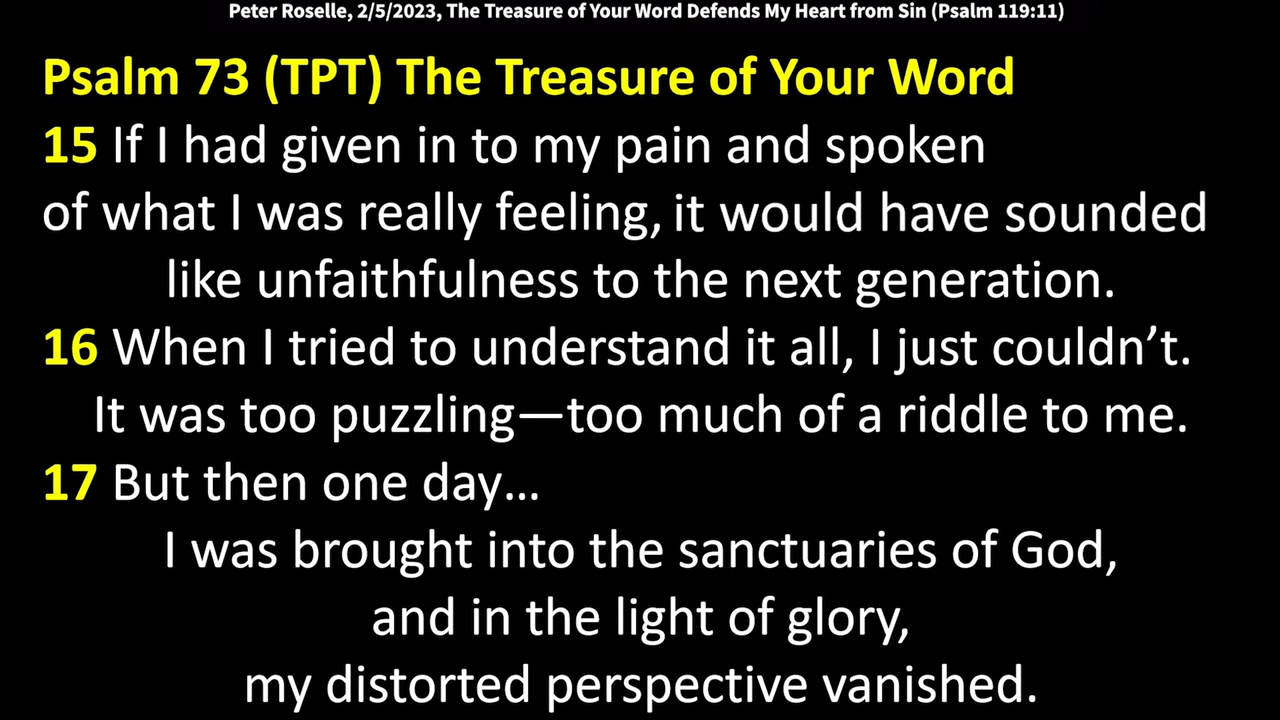 Peter Roselle, 2/5/2023, The Treasure of Your Word Defends My Heart from Sin (Psalm 119:11)
Psalm 73 (TPT) The Treasure of Your Word
15 If I had given in to my pain and spoken
of what I was really feeling, it would have sounded
like unfaithfulness to the next generation.
16 When I tried to understand it all, I just couldn’t.
It was too puzzling—too much of a riddle to me.
17 But then one day…
I was brought into the sanctuaries of God,
and in the light of glory,
my distorted perspective vanished.